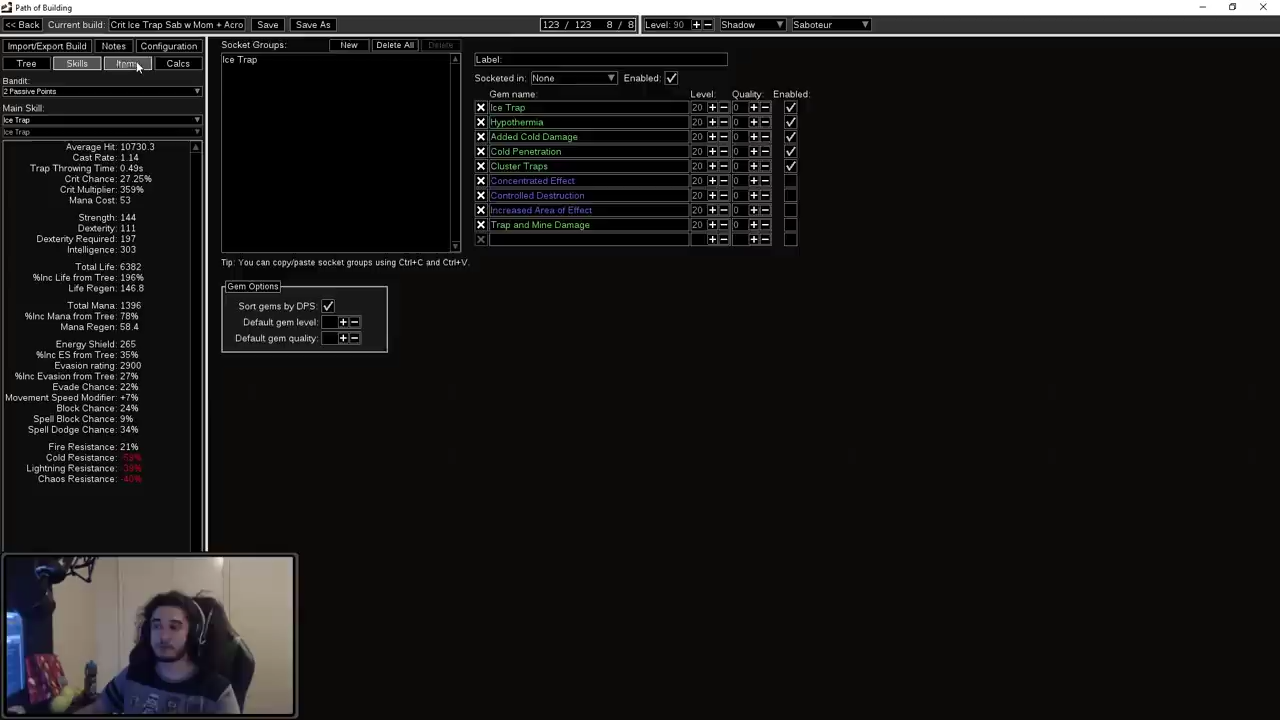 Path of Building
<< Back Current build: Crit Ice Trap Sab w Mom + Acro Save Save As 123 / 123 8 / 8 Level: 90 + - Shadow Saboteur
Import/Export Build Notes Configuration
Tree Skills Items Calcs
Bandit:
2 Passive Points
Main Skill:
Ice Trap
Ice Trap
Average Hit: 10730.3
Cast Rate: 1.14
Trap Throwing Time: 0.49s
Crit Chance: 27.25%
Crit Multiplier: 359%
Mana Cost: 53
Strength: 144
Dexterity: 111
Dexterity Required: 197
Intelligence: 303
Total Life: 6382
%Inc Life from Tree: 196%
Life Regen: 146.8
Total Mana: 1396
%Inc Mana from Tree: 78%
Mana Regen: 58.4
Energy Shield: 265
%Inc ES from Tree: 35%
Evasion rating: 2900
%Inc Evasion from Tree: 27%
Evade Chance: 22%
Movement Speed Modifier: +7%
Block Chance: 24%
Spell Block Chance: 9%
Spell Dodge Chance: 34%
Fire Resistance: 21%
Cold Resistance:
Lightning Resistance: -39%
Chaos Resistance: -40%
Socket Groups: New Delete All Delete
Ice Trap
Tip: You can copy/paste socket groups using Ctrl+C and Ctrl+V.
Gem Options
Sort gems by DPS:
Default gem level: + -
Default gem quality: + -
Label:
Socketed in: None Enabled:
Gem name: Level: Quality: Enabled:
Ice Trap 20 + - 0 + -
Hypothermia 20 + - 0 + -
Added Cold Damage 20 + - 0 + -
Cold Penetration 20 + - 0 + -
Cluster Traps 20 + - 0 + -
Concentrated Effect 20 + - 0 + -
Controlled Destruction 20 + - 0 + -
Increased Area of Effect 20 + - 0 + -
Trap and Mine Damage 20 + - 0 + -
+ - + -